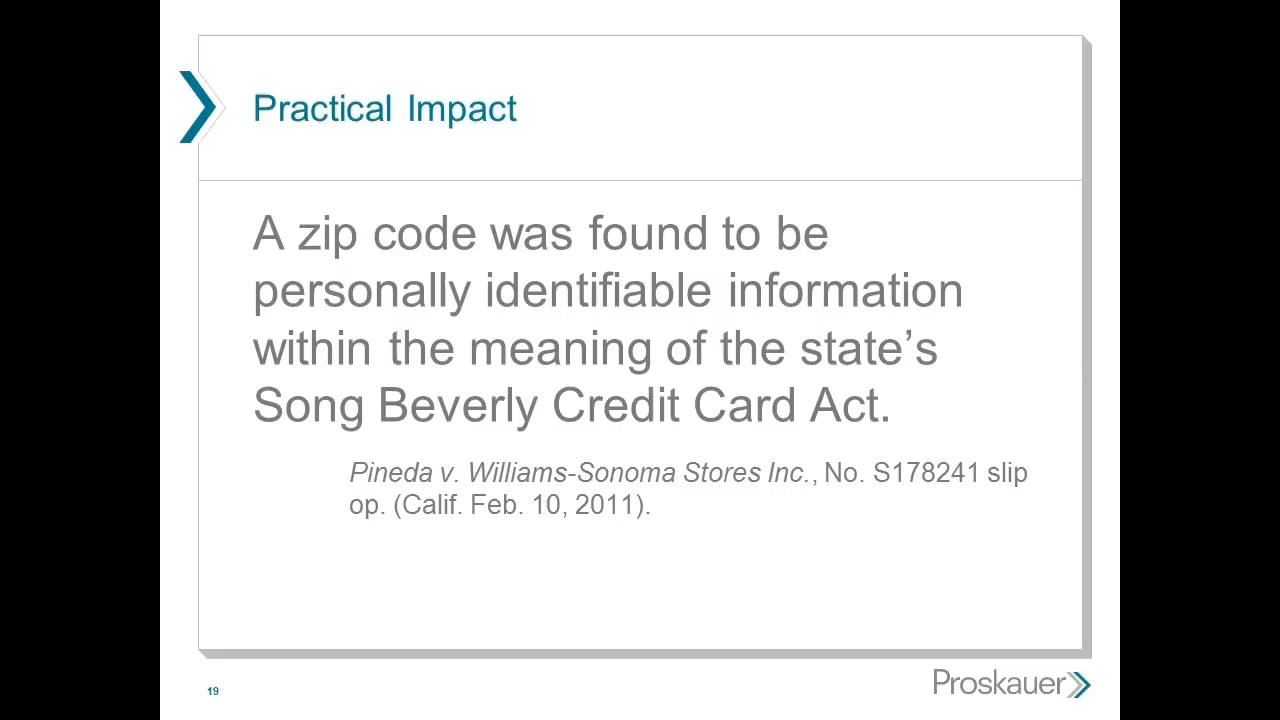 Practical Impact
A zip code was found to be
personally identifiable information
within the meaning of the state’s
Song Beverly Credit Card Act.
Pineda v. Williams-Sonoma Stores Inc., No. S178241 slip
op. (Calif. Feb. 10, 2011).
19
Proskauer